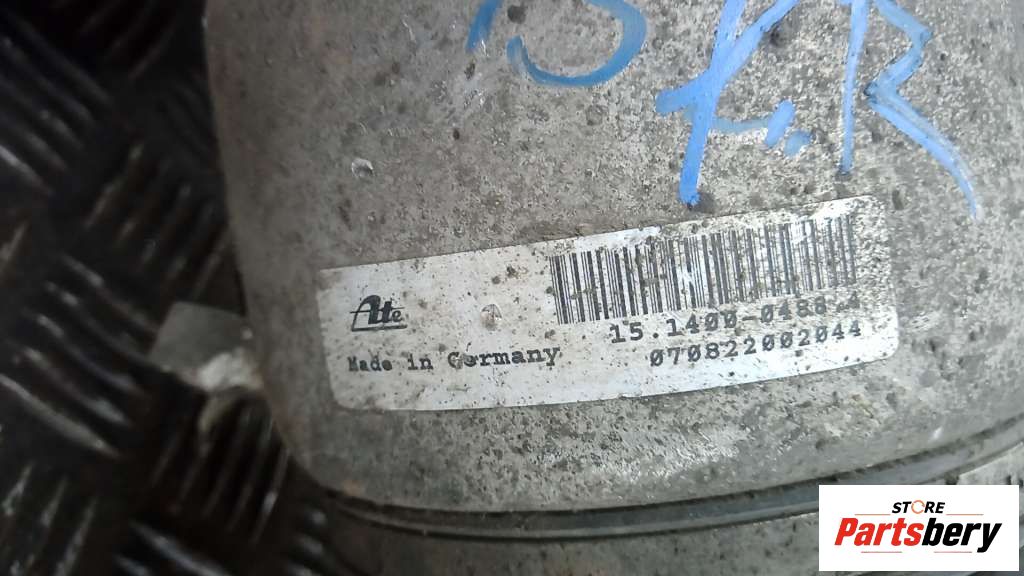 Ate
Made in Germany
15.1400-0488.4
070822002044
STORE
Partsbery